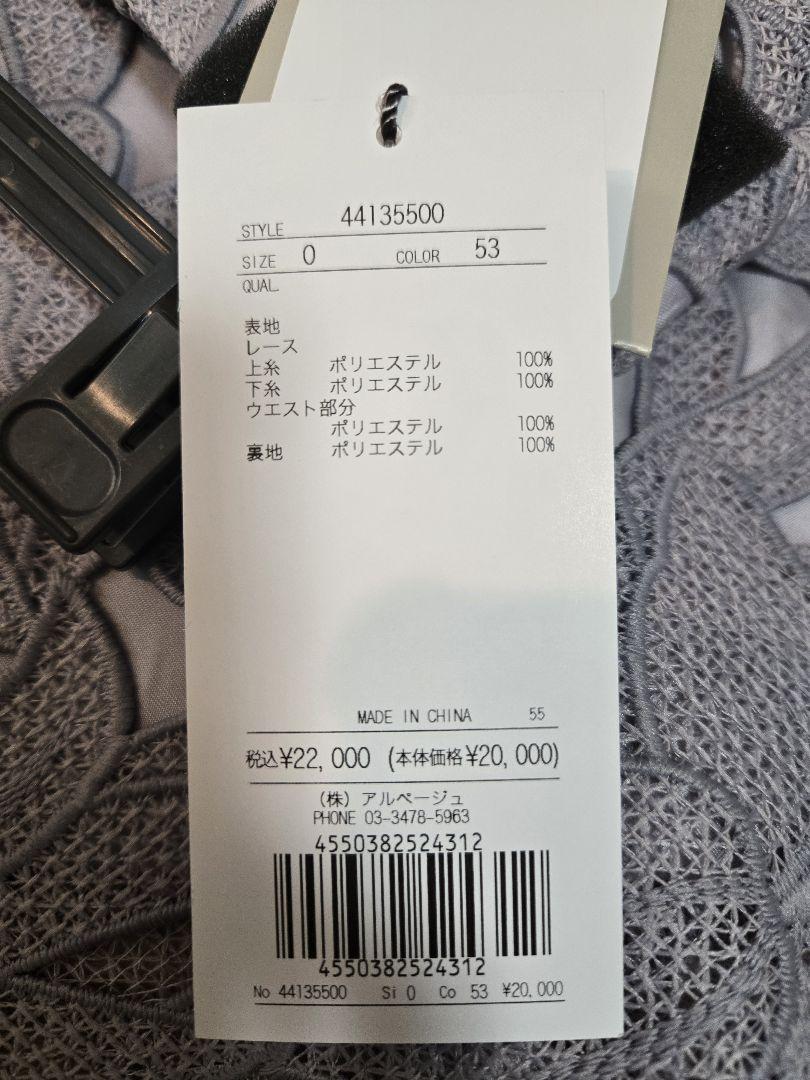 STYLE 44135500
SIZE 0 COLOR 53
QUAL
表地
レース
上糸 ポリエステル 100%
下糸 ポリエステル 100%
ウエスト部分
ポリエステル 100%
裏地 ポリエステル 100%
MADE IN CHINA 55
税込¥22,000 (本体価格¥20,000)
(株) アルページュ
PHONE 03-3478-5963
4550382524312
4550382524312
No 44135500 Si 0 Co 53 ¥20,000